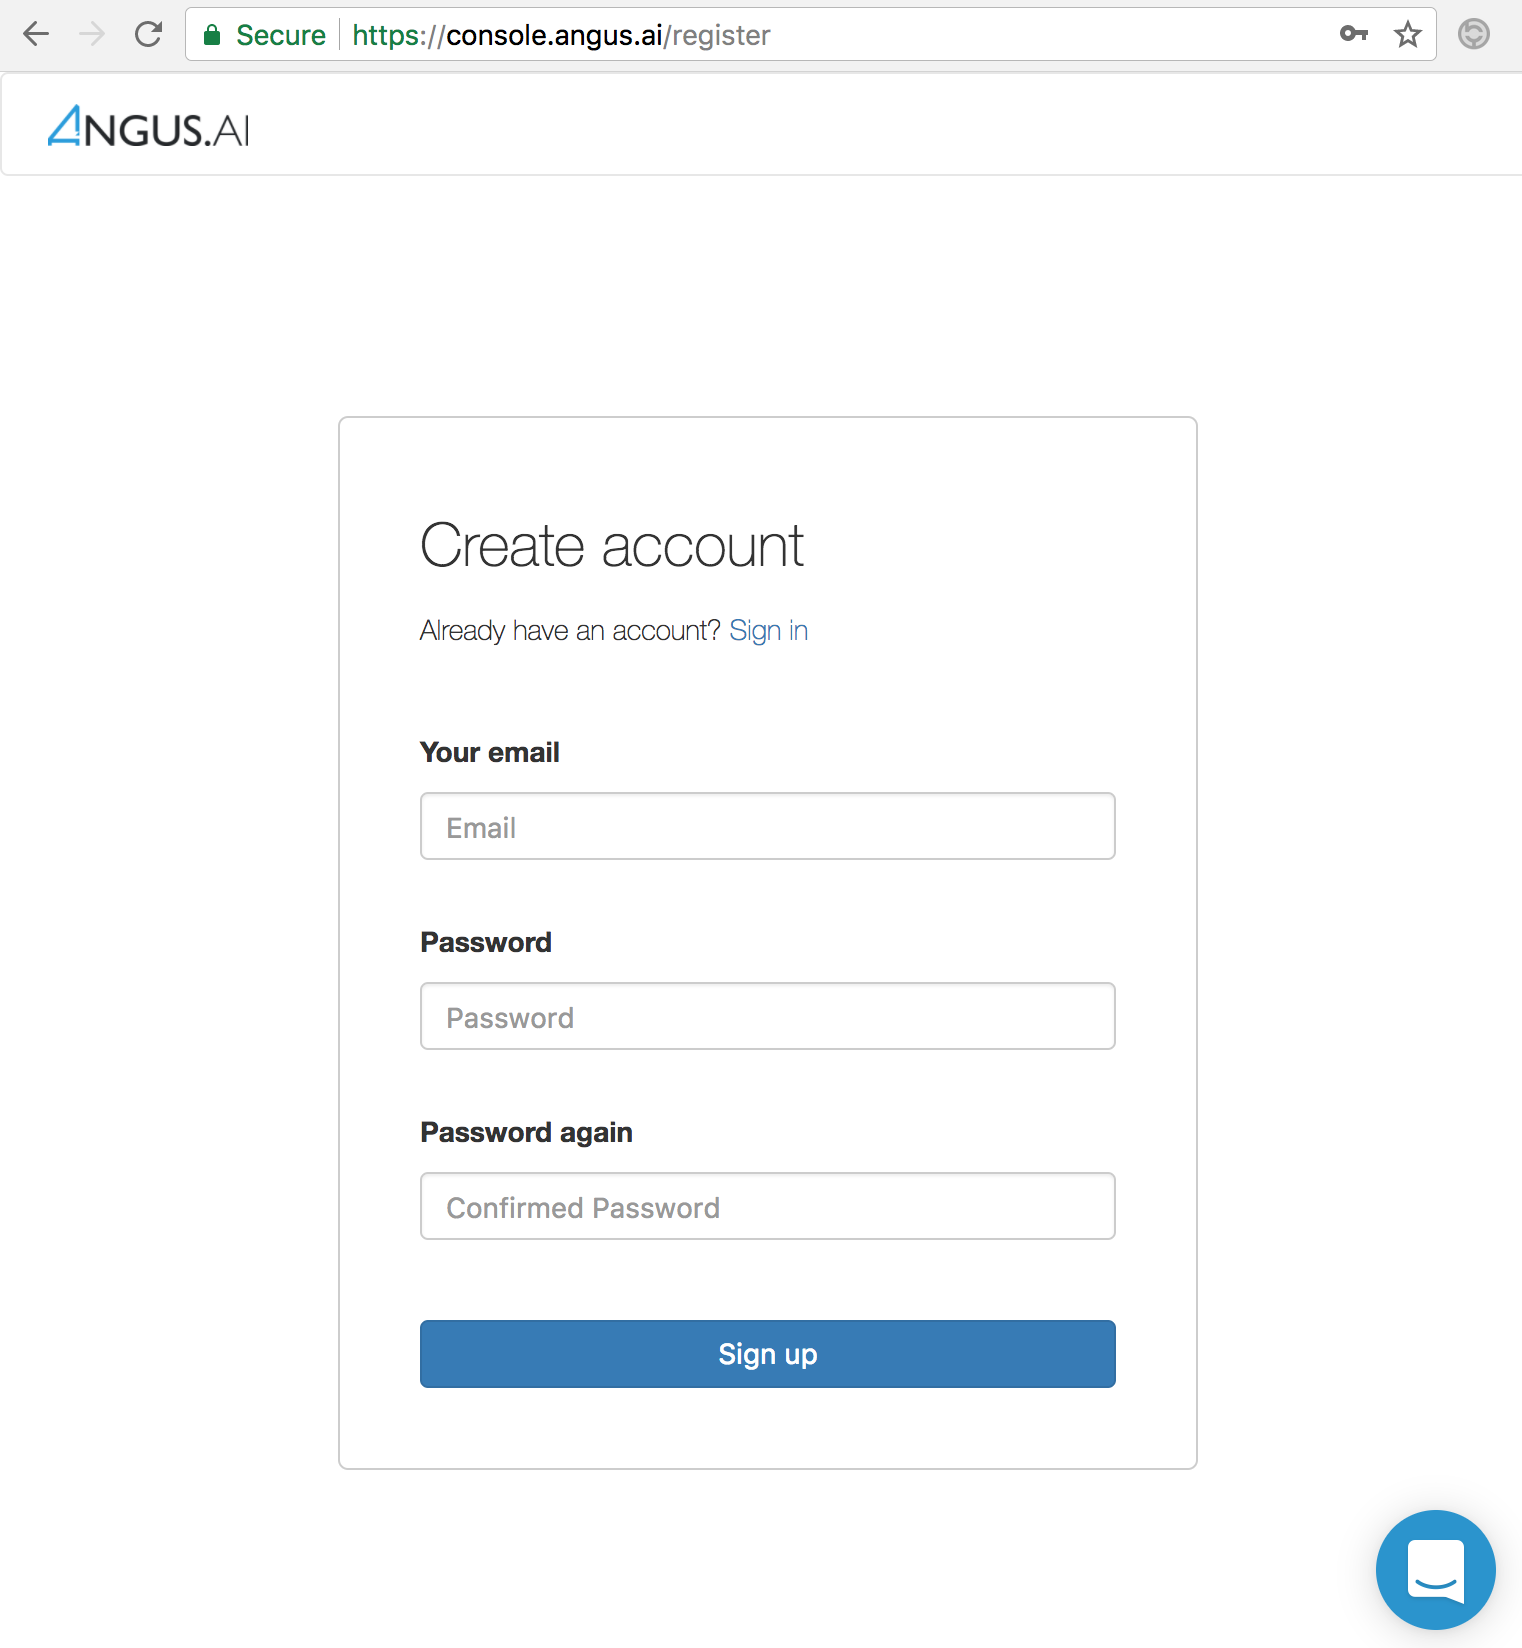 Secure https://console.angus.ai/register
ANGUS.AI
Create account
Already have an account? Sign in
Your email
Email
Password
Password
Password again
Confirmed Password
Sign up